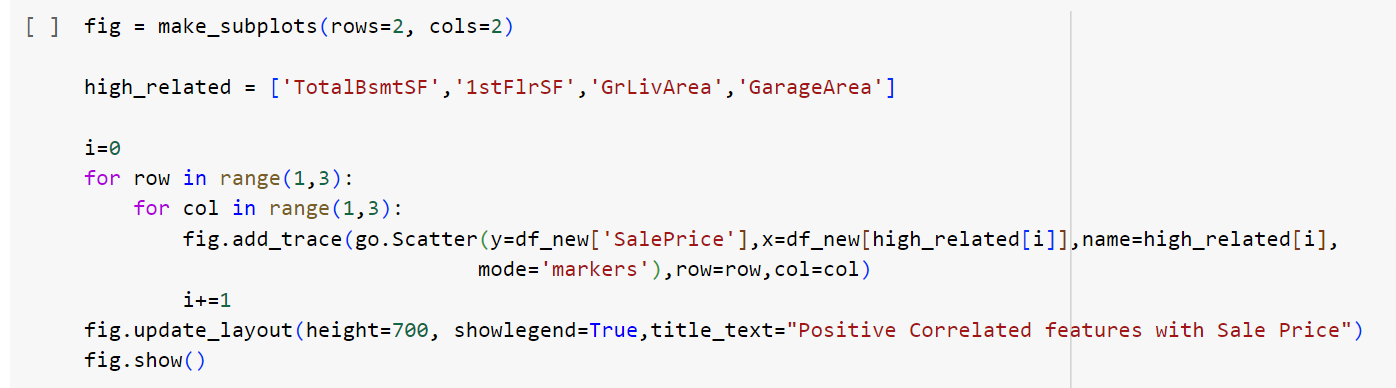 [ ] fig = make_subplots(rows=2, cols=2)
high_related = ['TotalBsmtSF','1stFlrSF','GrLivArea','GarageArea']
i=0
for row in range(1,3):
    for col in range(1,3):
        fig.add_trace(go.Scatter(y=df_new['SalePrice'],x=df_new[high_related[i]],name=high_related[i],
                                mode='markers'),row=row,col=col)
        i+=1
fig.update_layout(height=700, showlegend=True,title_text="Positive Correlated features with Sale Price")
fig.show()